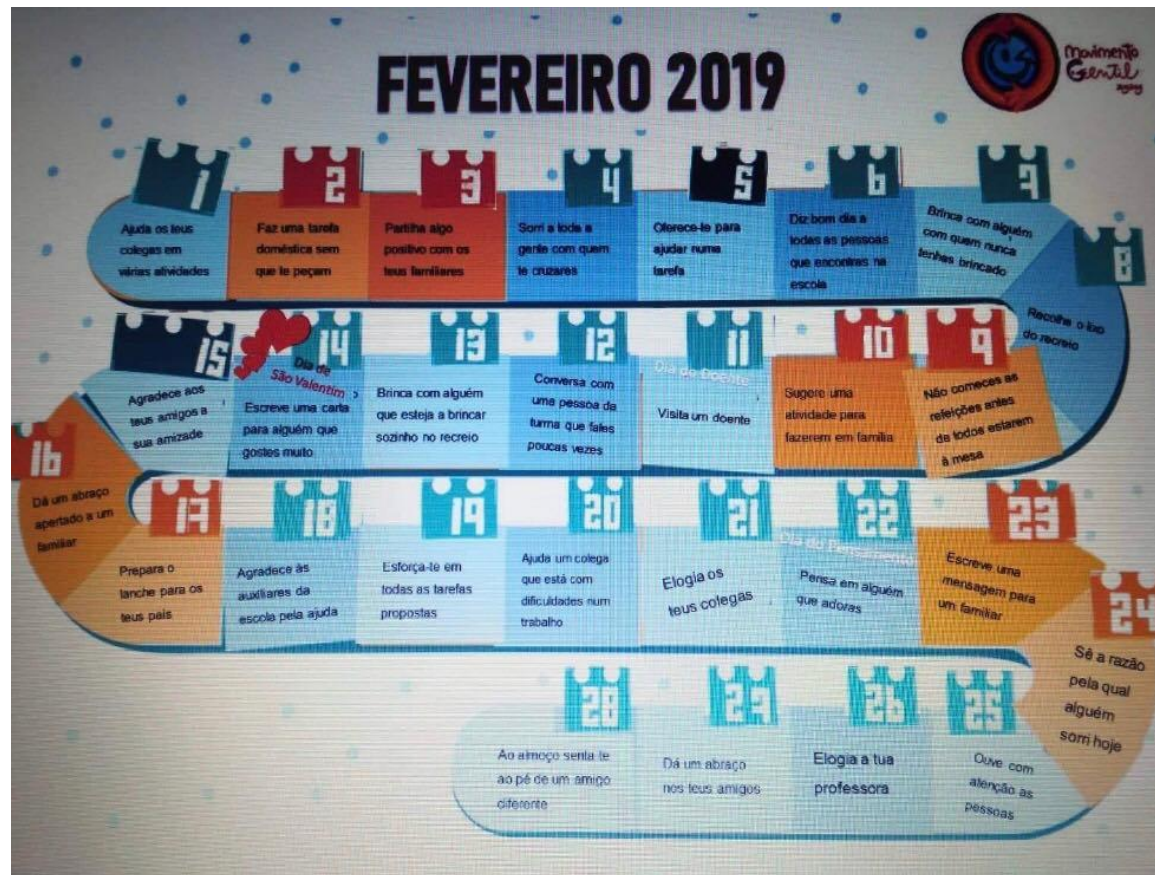 FEVEREIRO 2019
Movimento
Gentil
1
Ajuda os teus
colegas em
várias atividades
2
Faz uma tarefa
doméstica sem
que te peçam
3
Partilha algo
positivo com os
teus familiares
4
Sorri a toda a
gente com quem
te cruzares
5
Oferece-te para
ajudar numa
tarefa
6
Diz bom dia a
todas as pessoas
que encontras na
escola
7
Brinca com alguém
com quem nunca
tenhas brincado
8
Recolhe o lixo
do recreio
9
Não comeces as
refeições antes
de todos estarem
à mesa
10
Sugere uma
atividade para
fazerem em família
11
Dia do Doente
Visita um doente
12
Conversa com
uma pessoa da
turma que fales
poucas vezes
13
Brinca com alguém
que esteja a brincar
sozinho no recreio
14
Dia de
São Valentim
Escreve uma carta
para alguém que
gostes muito
15
Agradece aos
teus amigos a
sua amizade
16
Dá um abraço
apertado a um
familiar
17
Prepara o
lanche para os
teus pais
18
Agradece às
auxiliares da
escola pela ajuda
19
Esforça-te em
todas as tarefas
propostas
20
Ajuda um colega
que está com
dificuldades num
trabalho
21
Elogia os
teus colegas
22
Dia do Pensamento
Pensa em alguém
que adoras
23
Escreve uma
mensagem para
um familiar
24
Sê a razão
pela qual
alguém
sorri hoje
25
Ouve com
atenção as
pessoas
26
Elogia a tua
professora
27
Dá um abraço
nos teus amigos
28
Ao almoço senta te
ao pé de um amigo
diferente